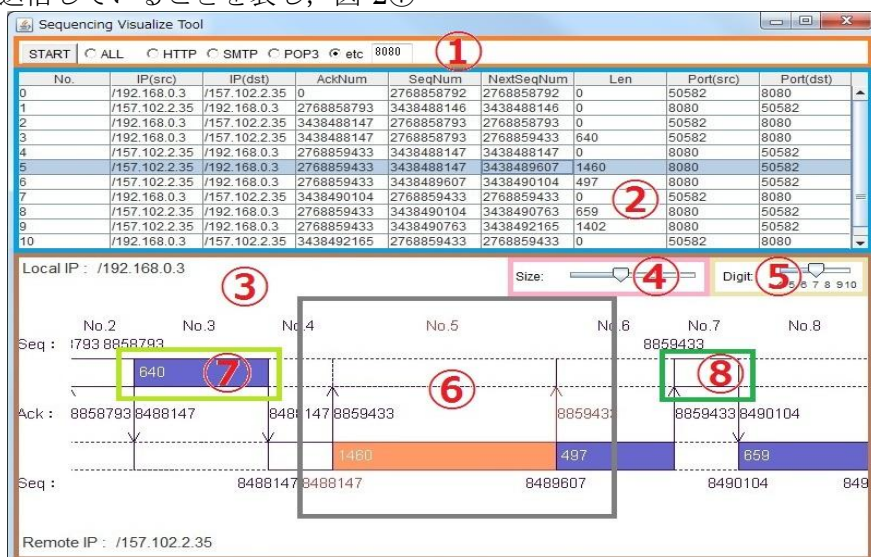 送信していることを表し，図 2①
Sequencing Visualize Tool
START ALL HTTP SMTP POP3 etc 8080 ①
No. IP(src) IP(dst) AckNum SeqNum NextSeqNum Len Port(src) Port(dst)
0 /192.168.0.3 /157.102.2.35 0 2768858792 2768858792 0 50582 8080
1 /157.102.2.35 /192.168.0.3 2768858793 3438488146 3438488146 0 8080 50582
2 /192.168.0.3 /157.102.2.35 3438488147 2768858793 2768858793 0 50582 8080
3 /192.168.0.3 /157.102.2.35 3438488147 2768858793 2768859433 640 50582 8080
4 /157.102.2.35 /192.168.0.3 2768859433 3438488147 3438488147 0 8080 50582
5 /157.102.2.35 /192.168.0.3 2768859433 3438488147 3438489607 1460 8080 50582
6 /157.102.2.35 /192.168.0.3 2768859433 3438489607 3438490104 497 8080 50582
7 /192.168.0.3 /157.102.2.35 3438490104 2768859433 2768859433 0 50582 8080
8 /157.102.2.35 /192.168.0.3 2768859433 3438490104 3438490763 659 8080 50582
9 /157.102.2.35 /192.168.0.3 2768859433 3438490763 3438492165 1402 8080 50582
10 /192.168.0.3 /157.102.2.35 3438492165 2768859433 2768859433 0 50582 8080
②
Local IP : /192.168.0.3 ③ Size: ④ Digit: ⑤ 7 8 9 10
No.2 No.3 No.4 No.5 No.6 No.7 No.8
Seq : 8858793 8859433
640 ⑦ ⑥ ⑧
Ack : 8858793 8488147 8488147 8859433 8859433 8859433 8490104
1460 497 659
Seq : 8488147 8488147 8489607 8490104 849
Remote IP : /157.102.2.35